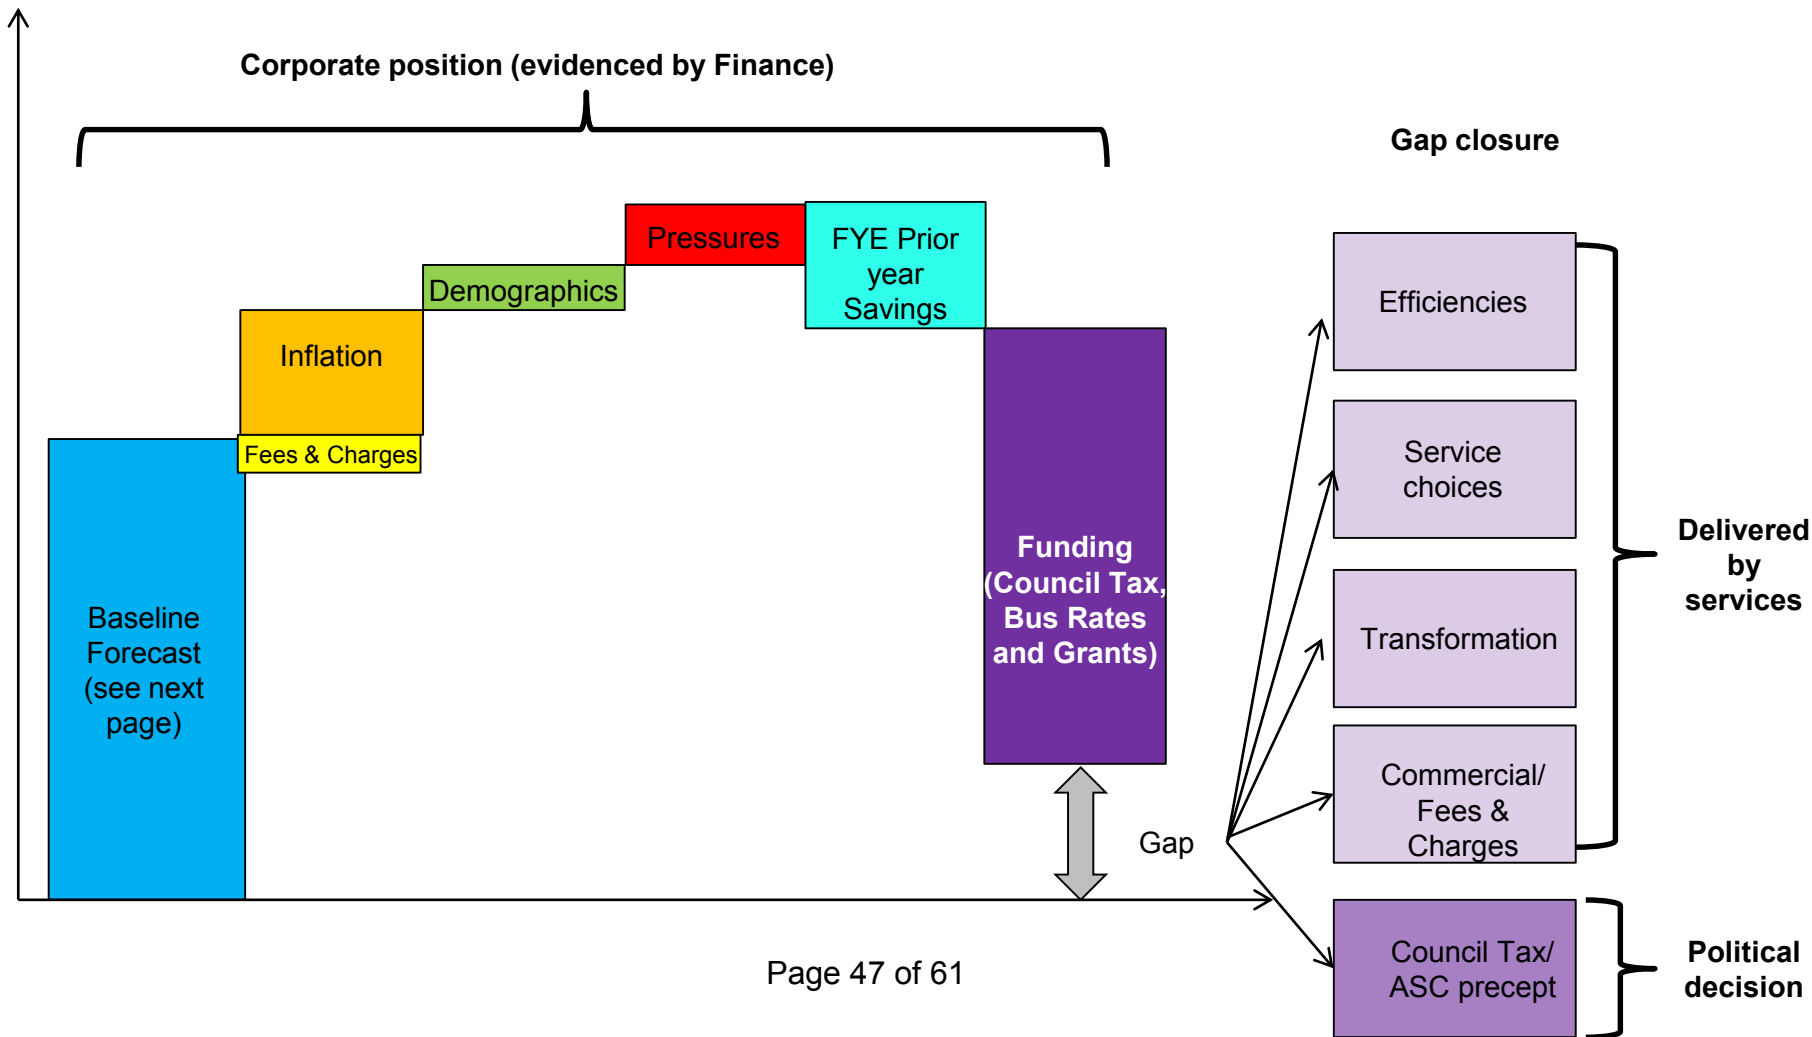 Corporate position (evidenced by Finance)
Gap closure
Pressures
FYE Prior
year
Savings
Demographics
Inflation
Fees & Charges
Baseline
Forecast
(see next
page)
Funding
(Council Tax,
Bus Rates
and Grants)
Gap
Efficiencies
Service
choices
Transformation
Commercial/
Fees &
Charges
Delivered
by
services
Council Tax/
ASC precept
Political
decision
Page 47 of 61